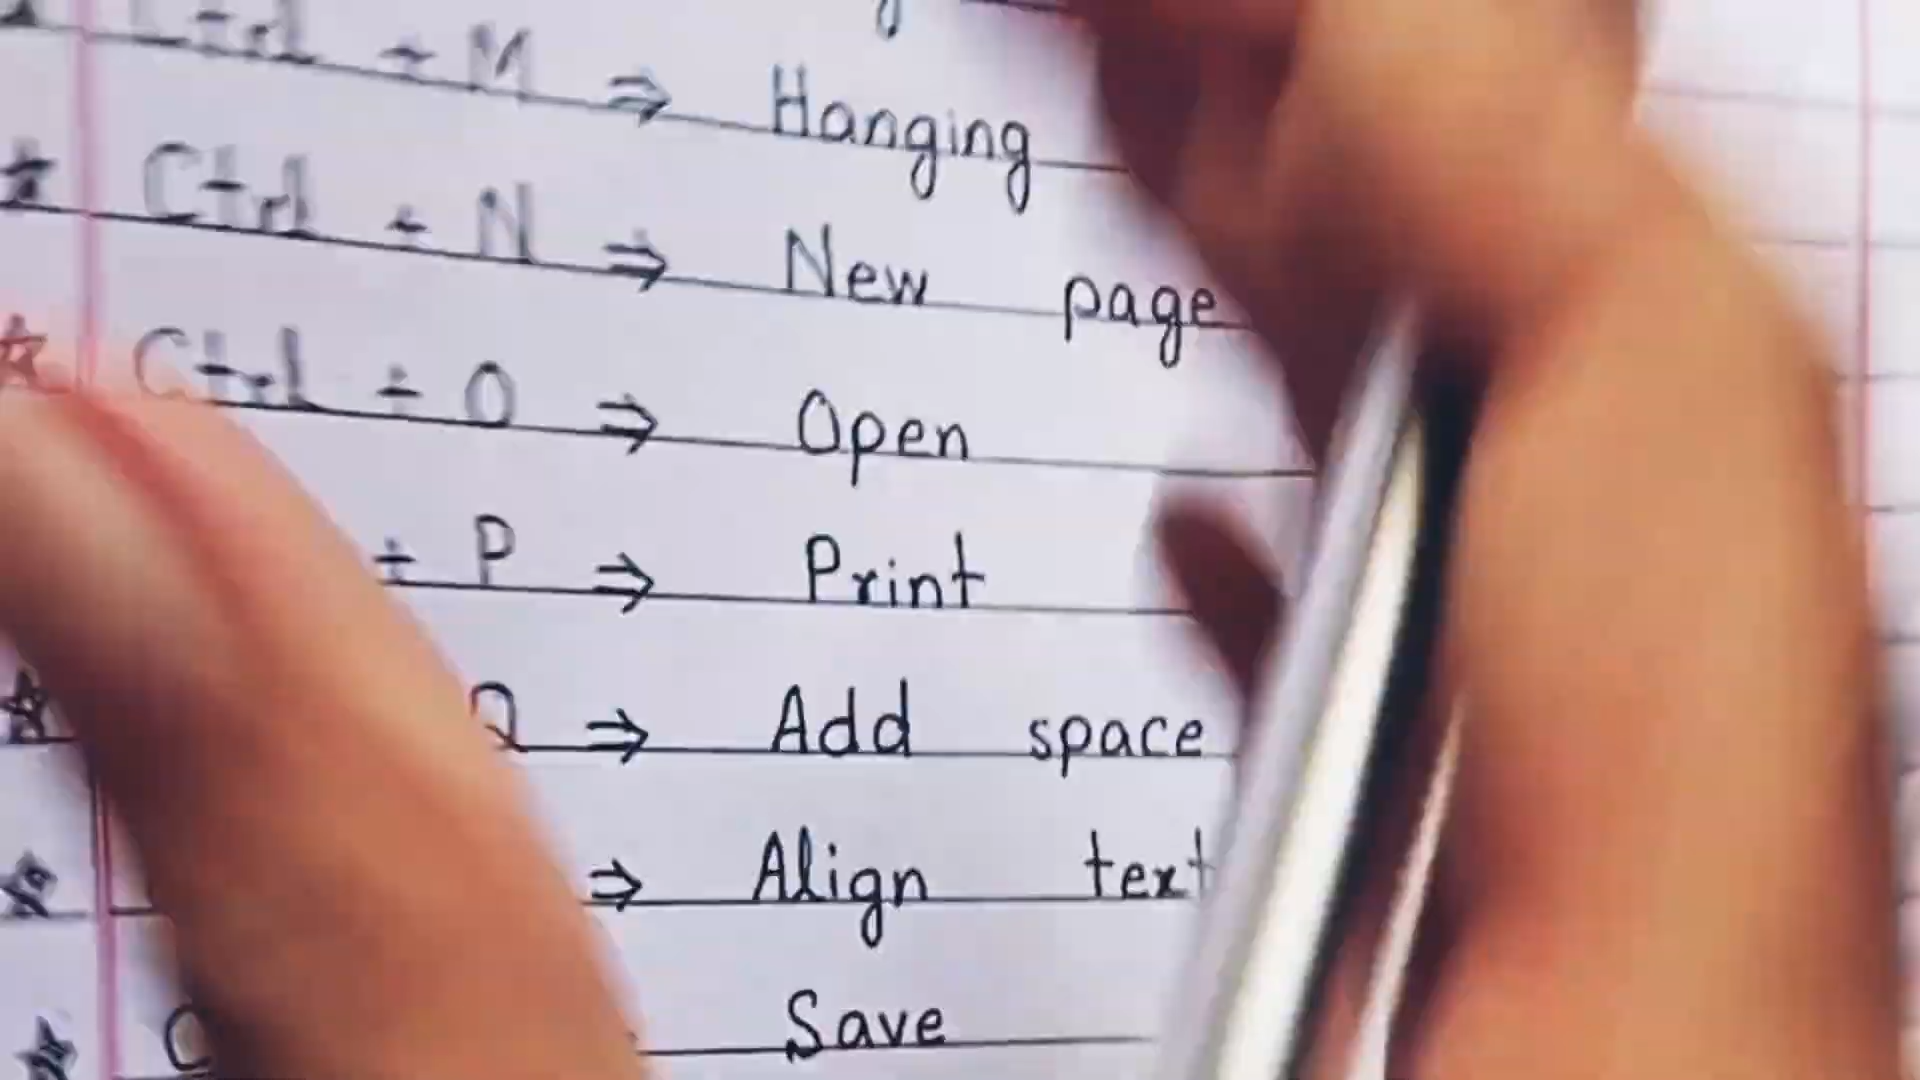 Ctrl + M ⇒ Hanging
☆ Ctrl + N ⇒ New page
☆ Ctrl + O ⇒ Open
+ P ⇒ Print
☆ Q ⇒ Add space
☆ ⇒ Align text
☆ C Save